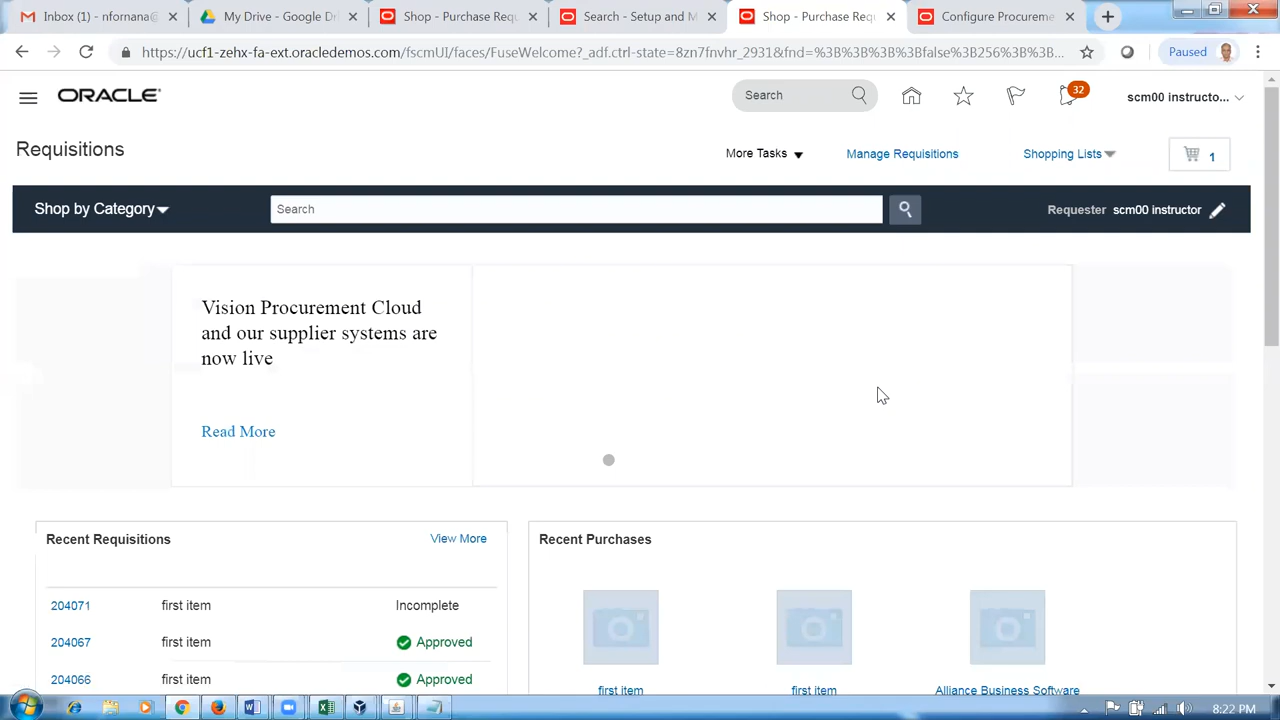 Inbox (1) - nfornana@
My Drive - Google D
Shop - Purchase Re
Search - Setup and M
Shop - Purchase Requ
Configure Procureme
https://ucf1-zehx-fa-ext.oracledemos.com/fscmUI/faces/FuseWelcome?_adf.ctrl-state=8zn7fnvhr_2931&fnd=%3B%3B%3B%3Bfalse%3B256%3B%3B%3B...
Paused
ORACLE
Search
32
scm00 instructo...
Requisitions
More Tasks
Manage Requisitions
Shopping Lists
1
Shop by Category
Search
Requester scm00 instructor
Vision Procurement Cloud
and our supplier systems are
now live
Read More
Recent Requisitions
View More
Recent Purchases
204071 first item Incomplete
204067 first item Approved
204066 first item Approved
first item
first item
Alliance Business Software
8:22 PM